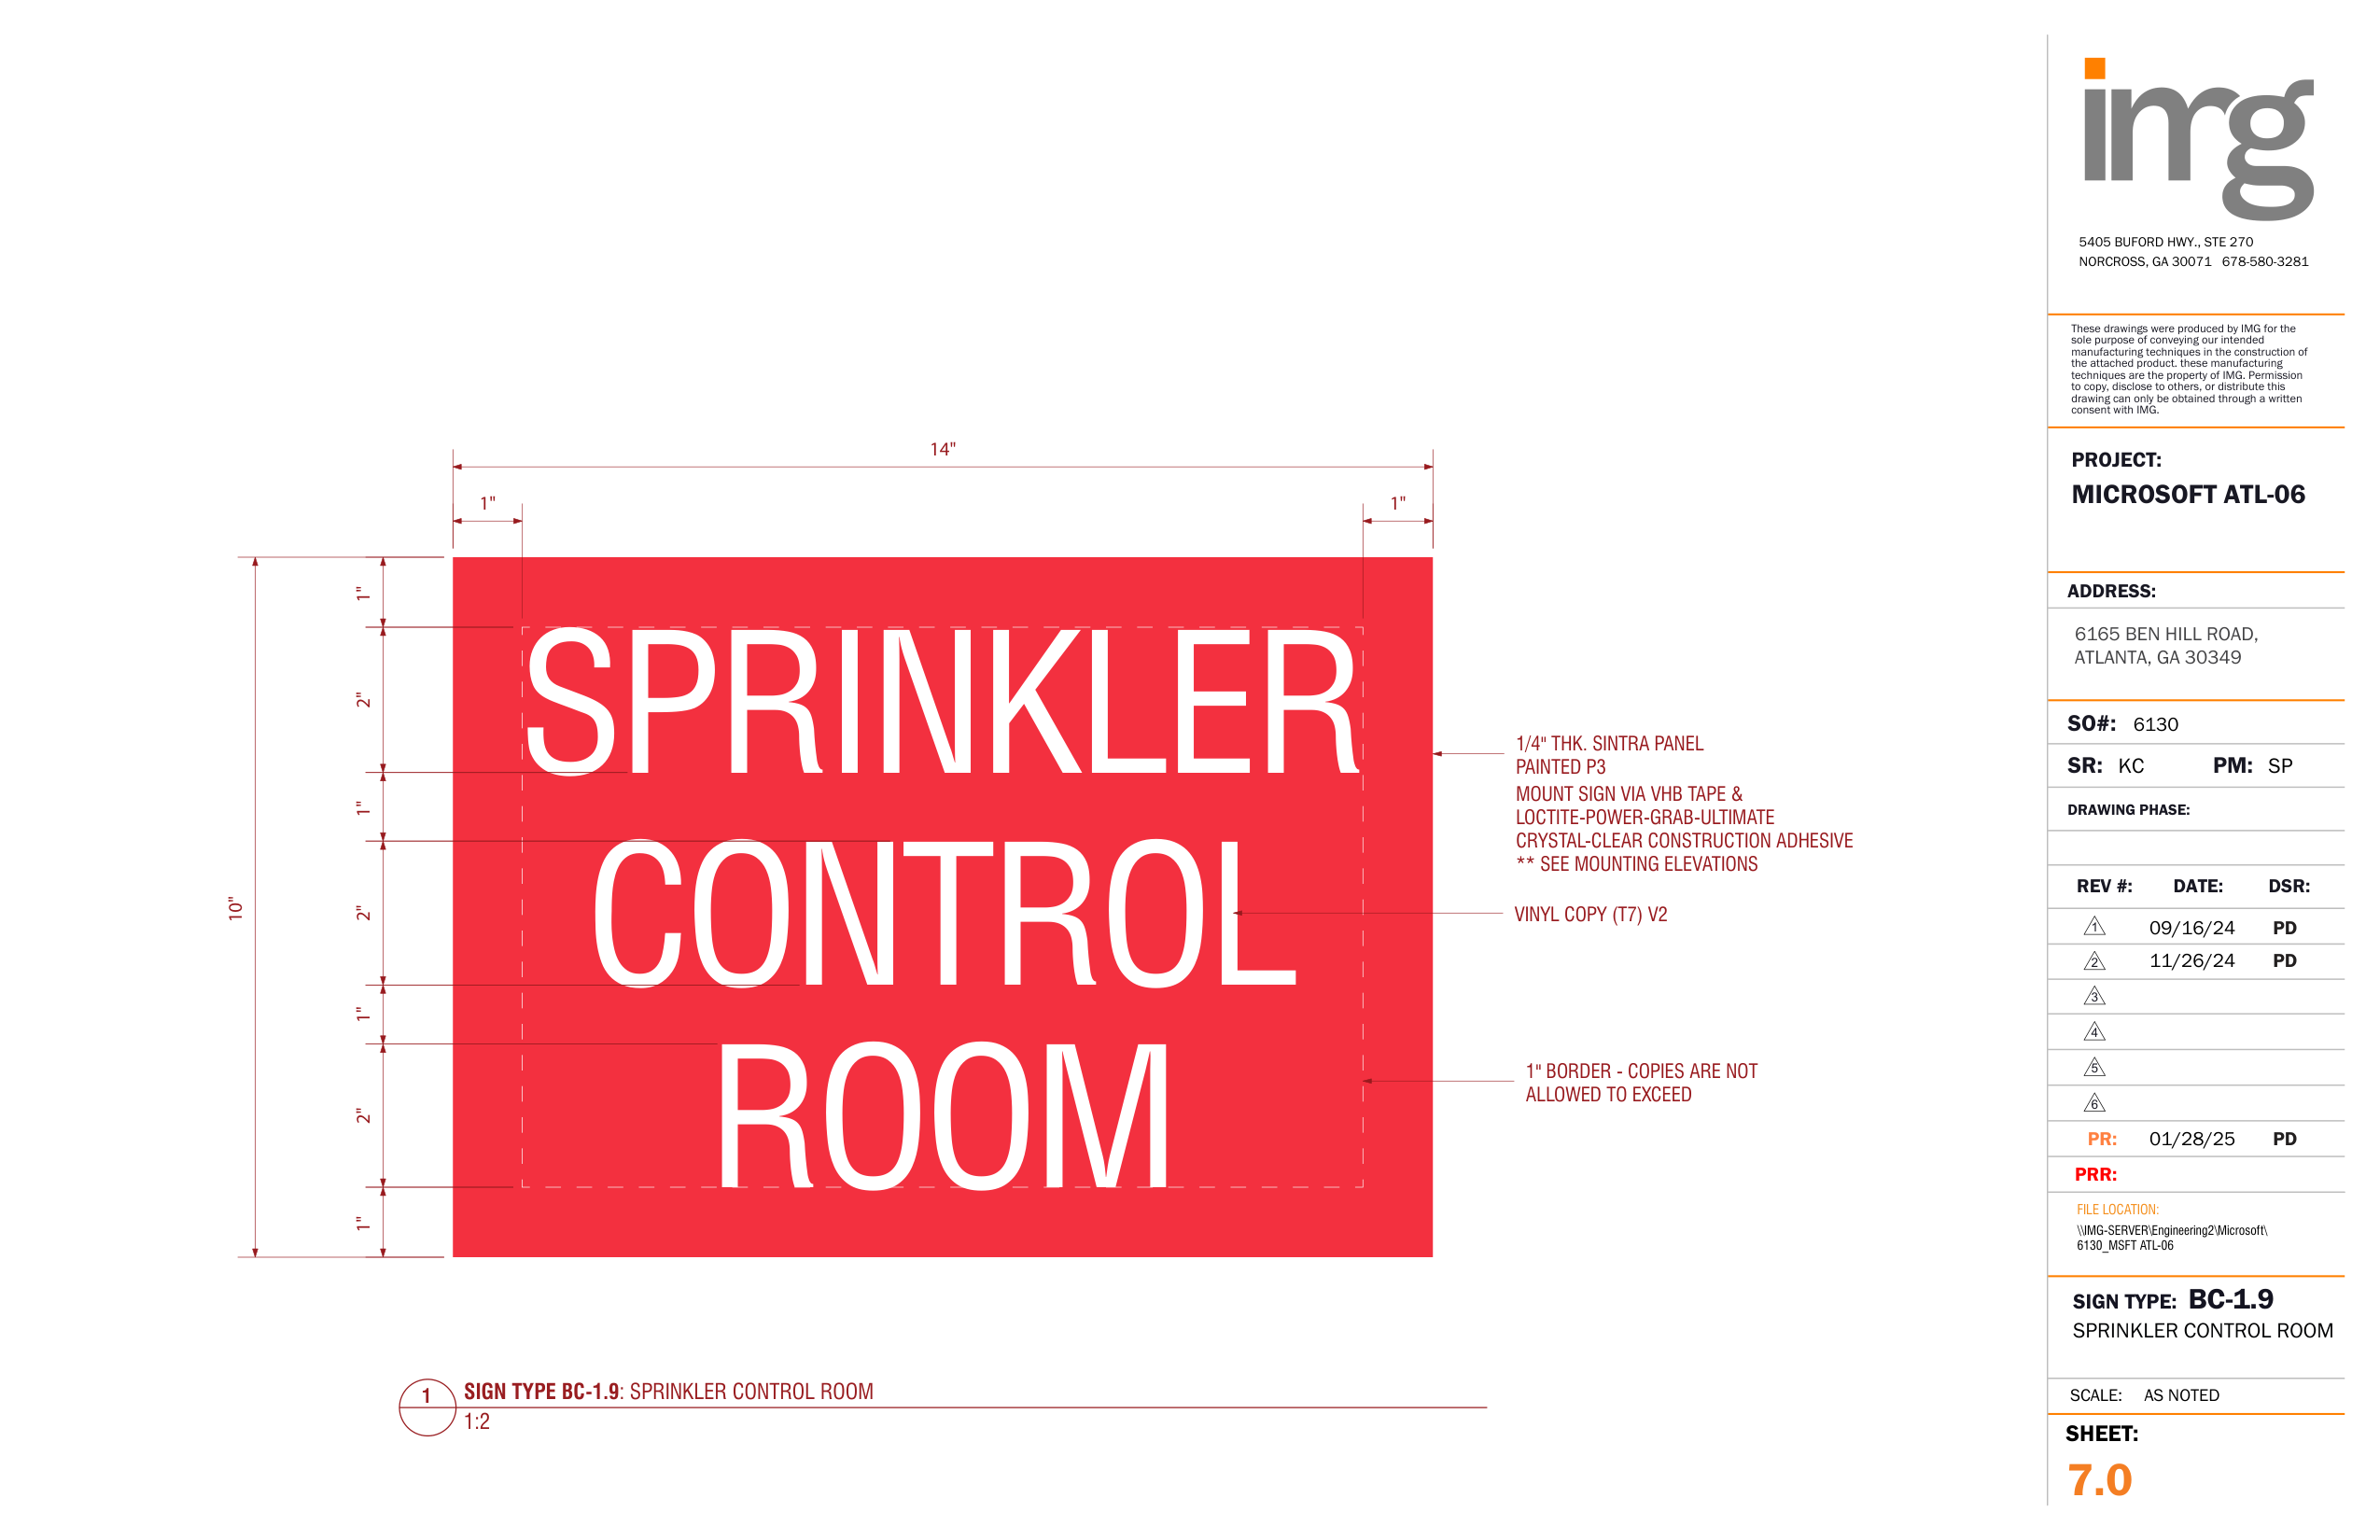 img
5405 BUFORD HWY., STE 270
NORCROSS, GA 30071 678-580-3281
These drawings were produced by IMG for the
sole purpose of conveying our intended
manufacturing techniques in the construction of
the attached product. these manufacturing
techniques are the property of IMG. Permission
to copy, disclose to others, or distribute this
drawing can only be obtained through a written
consent with IMG.
PROJECT:
MICROSOFT ATL-06
ADDRESS:
6165 BEN HILL ROAD,
ATLANTA, GA 30349
SO#: 6130
SR: KC PM: SP
DRAWING PHASE:
REV #: DATE: DSR:
1 09/16/24 PD
2 11/26/24 PD
3
4
5
6
PR: 01/28/25 PD
PRR:
FILE LOCATION:
\\IMG-SERVER\Engineering2\Microsoft\
6130_MSFT ATL-06
SIGN TYPE: BC-1.9
SPRINKLER CONTROL ROOM
SCALE: AS NOTED
SHEET:
7.0
14"
1" 1"
10"
1"
2"
1"
2"
1"
2"
1"
SPRINKLER
CONTROL
ROOM
1/4" THK. SINTRA PANEL
PAINTED P3
MOUNT SIGN VIA VHB TAPE &
LOCTITE-POWER-GRAB-ULTIMATE
CRYSTAL-CLEAR CONSTRUCTION ADHESIVE
** SEE MOUNTING ELEVATIONS
VINYL COPY (T7) V2
1" BORDER - COPIES ARE NOT
ALLOWED TO EXCEED
1 SIGN TYPE BC-1.9: SPRINKLER CONTROL ROOM
1:2